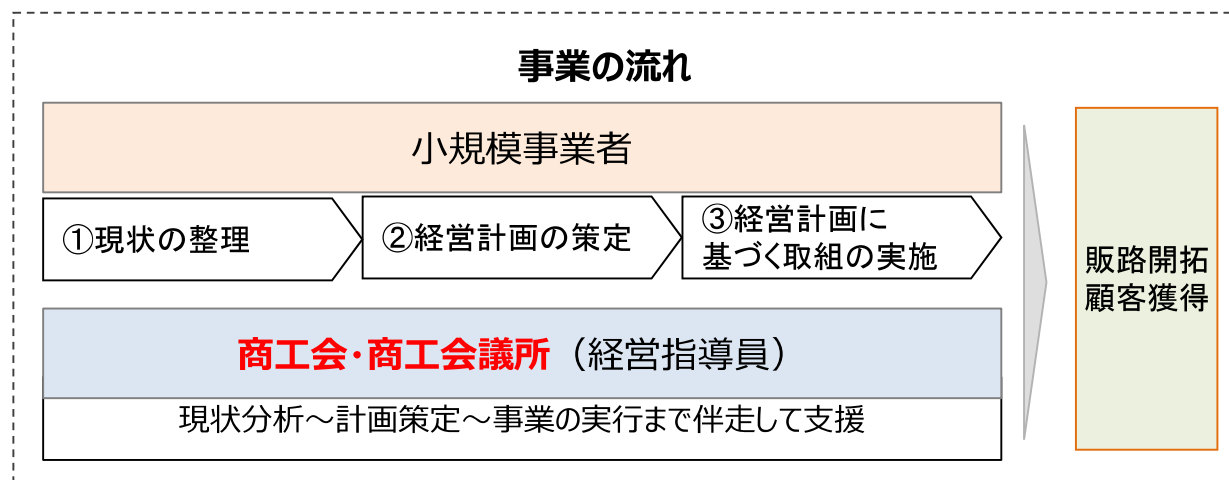 事業の流れ
小規模事業者
①現状の整理
②経営計画の策定
③経営計画に
基づく取組の実施
商工会・商工会議所（経営指導員）
現状分析～計画策定～事業の実行まで伴走して支援
販路開拓
顧客獲得